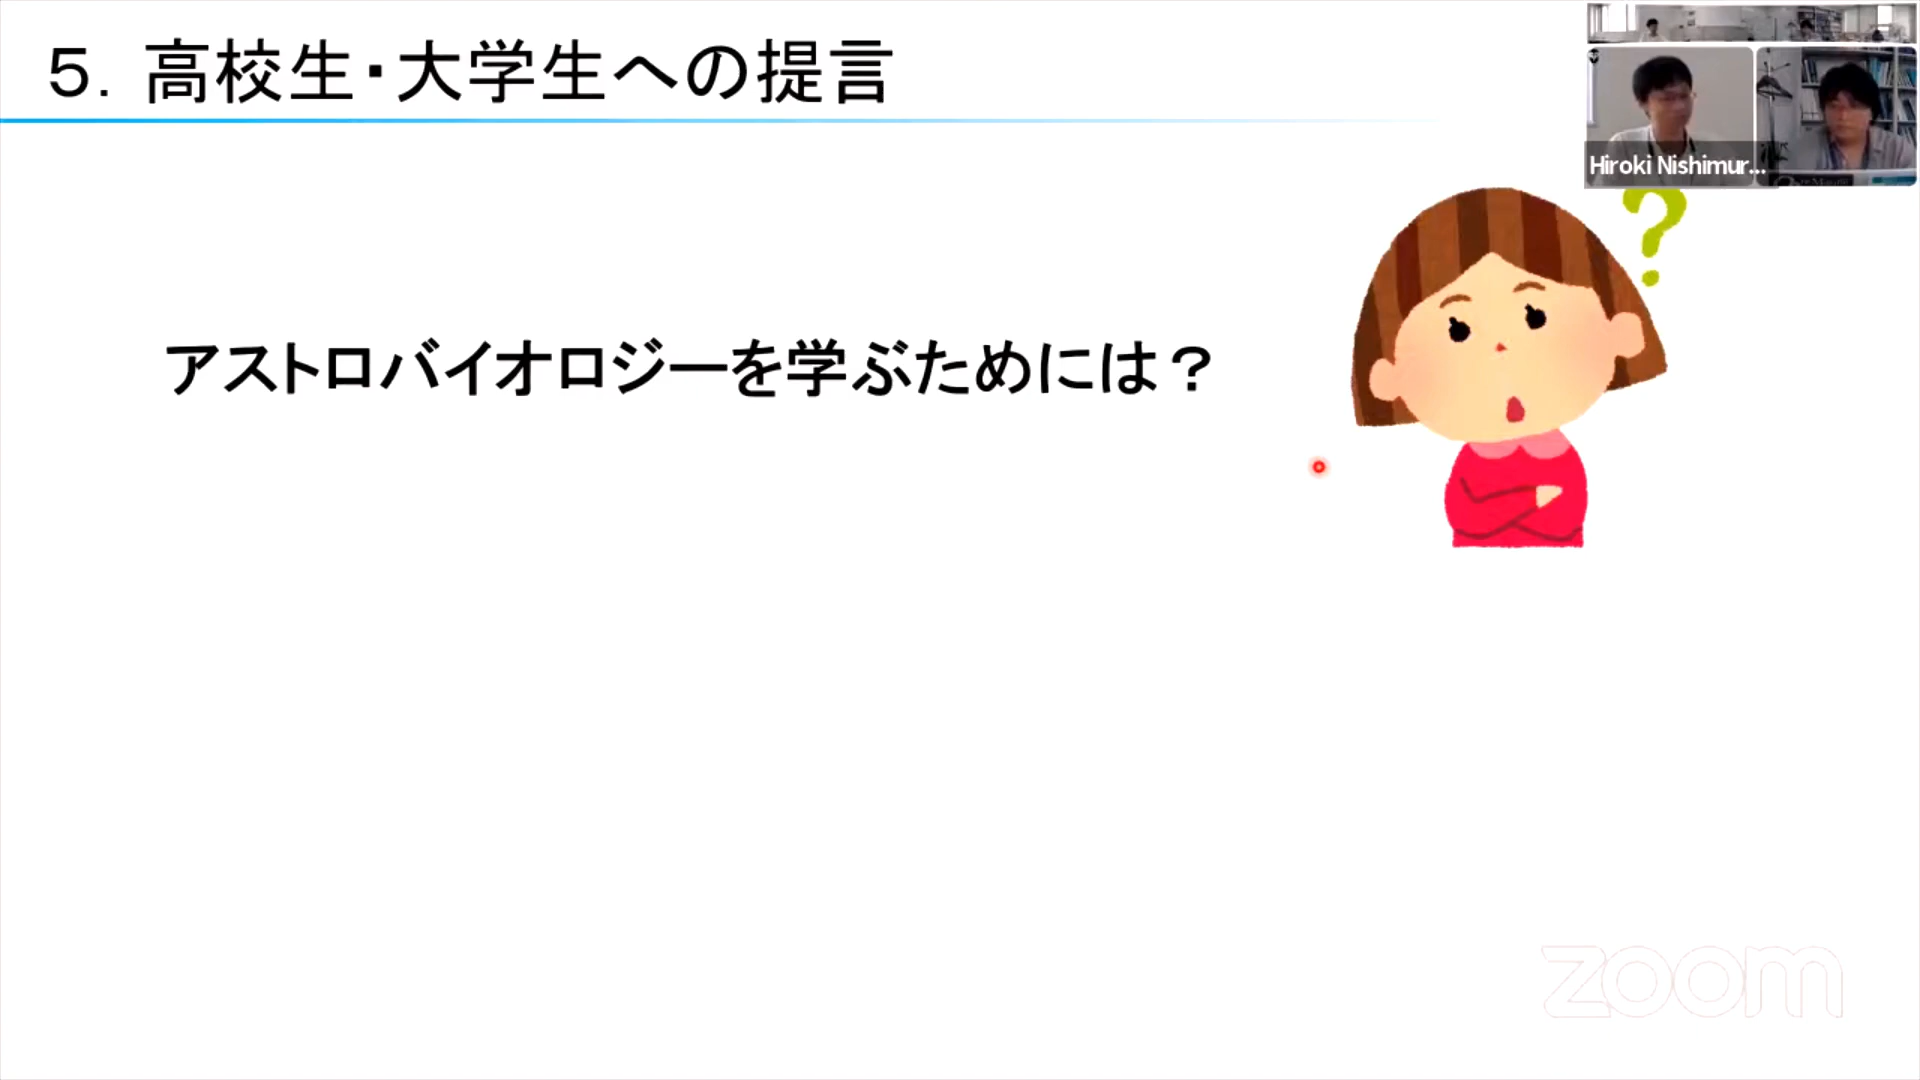 ５．高校生・大学生への提言
Hiroki Nishimur...
アストロバイオロジーを学ぶためには？
zoom